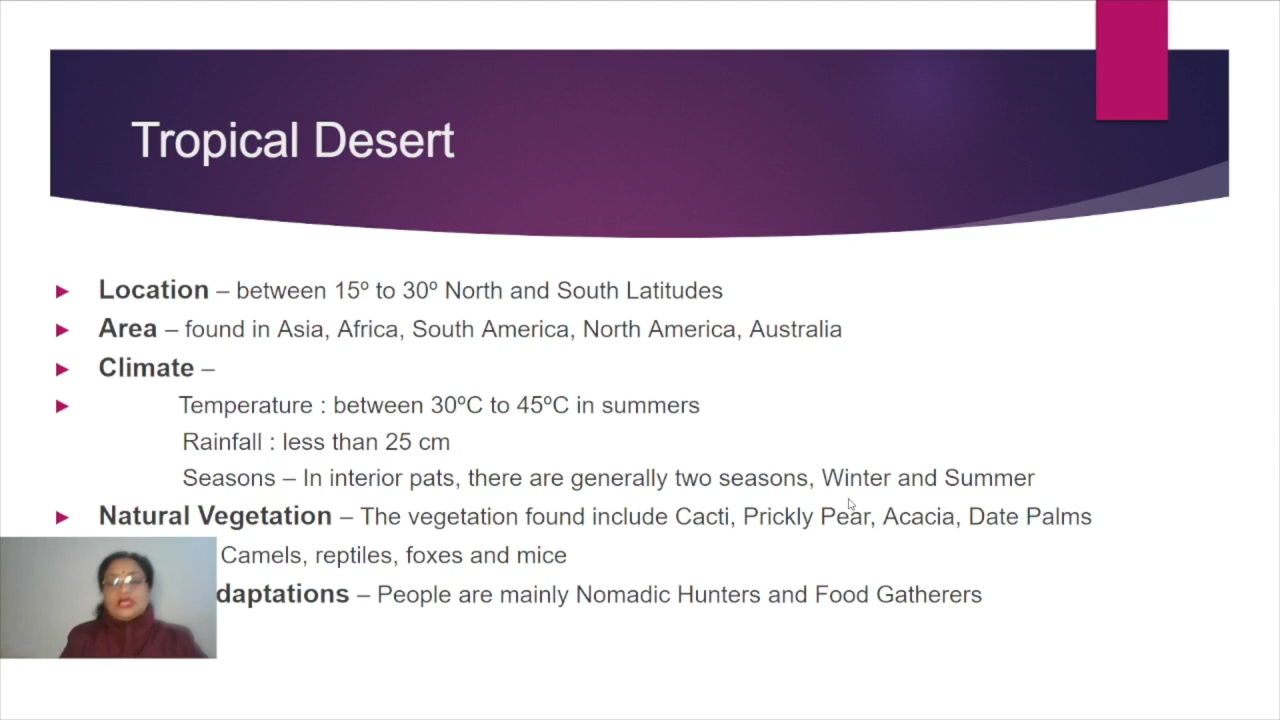 Tropical Desert
Location – between 15º to 30º North and South Latitudes
Area – found in Asia, Africa, South America, North America, Australia
Climate –
Temperature : between 30ºC to 45ºC in summers
Rainfall : less than 25 cm
Seasons – In interior pats, there are generally two seasons, Winter and Summer
Natural Vegetation – The vegetation found include Cacti, Prickly Pear, Acacia, Date Palms
Camels, reptiles, foxes and mice
daptations – People are mainly Nomadic Hunters and Food Gatherers